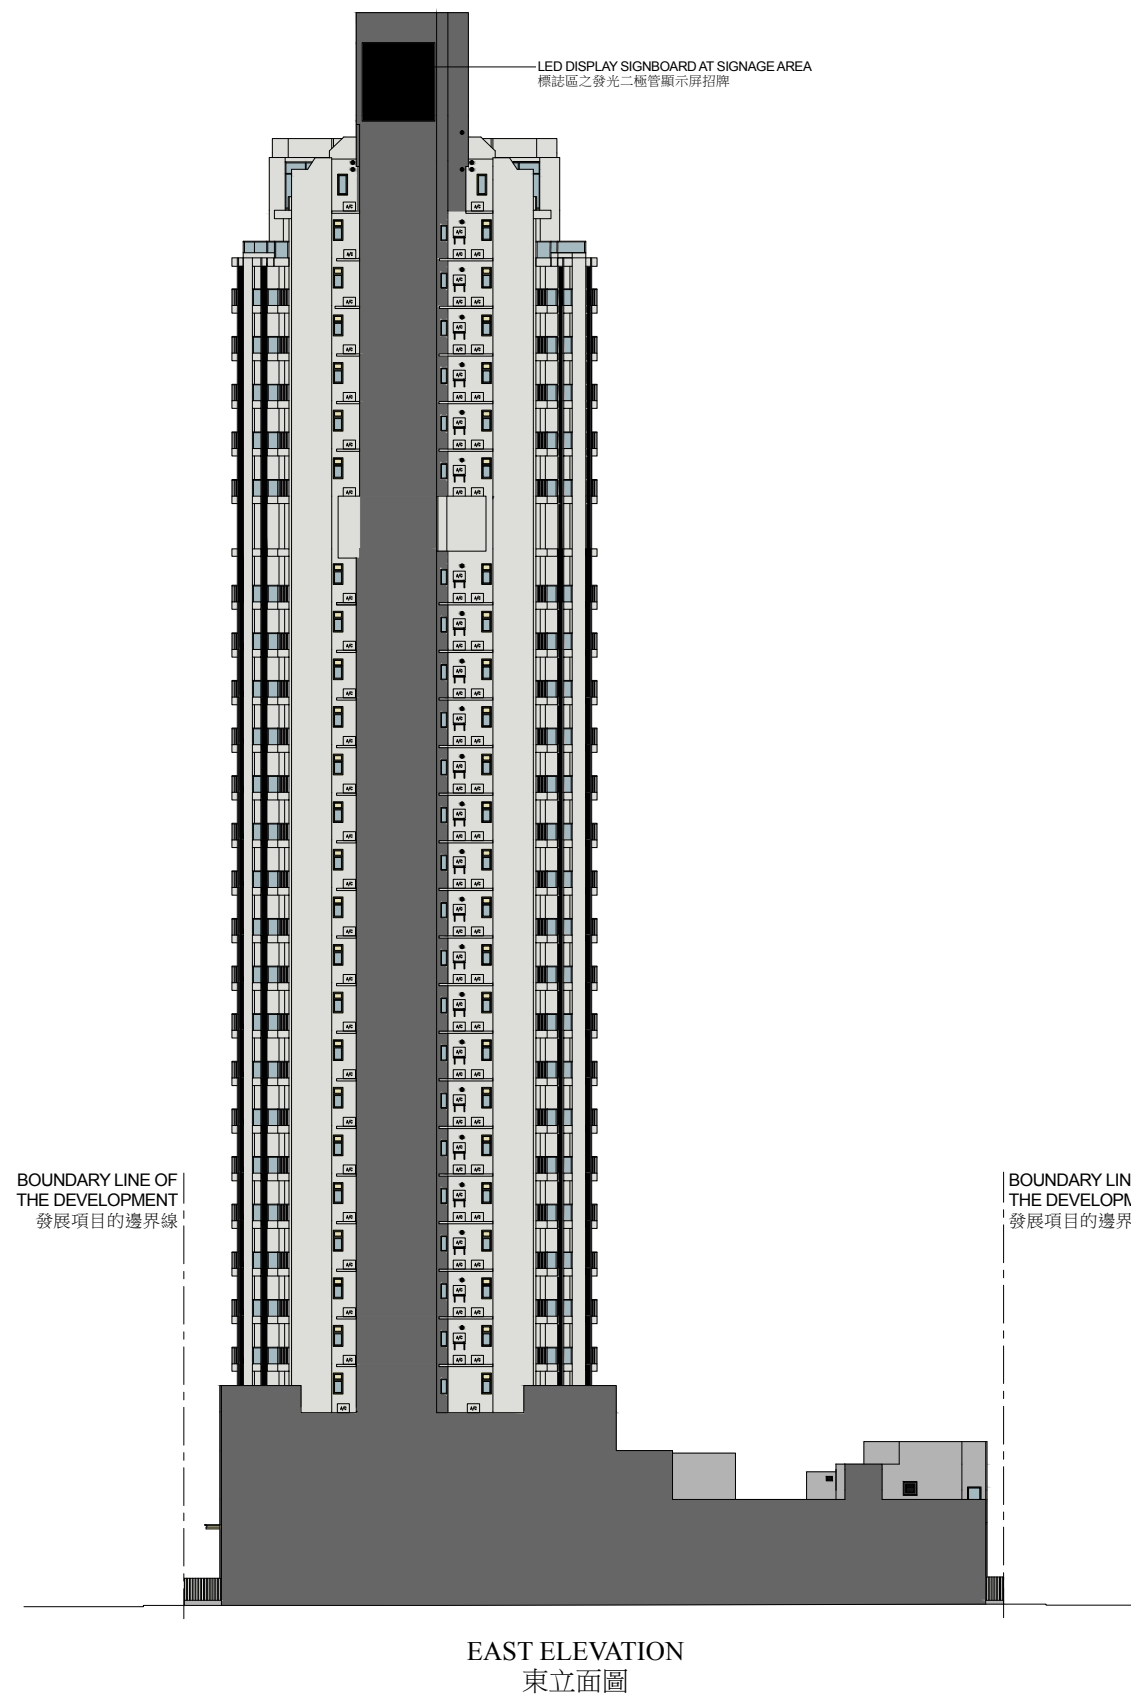 LED DISPLAY SIGNBOARD AT SIGNAGE AREA
標誌區之發光二極管顯示屏招牌
BOUNDARY LINE OF
THE DEVELOPMENT
發展項目的邊界線
BOUNDARY LIN
THE DEVELOPM
發展項目的邊界
EAST ELEVATION
東立面圖